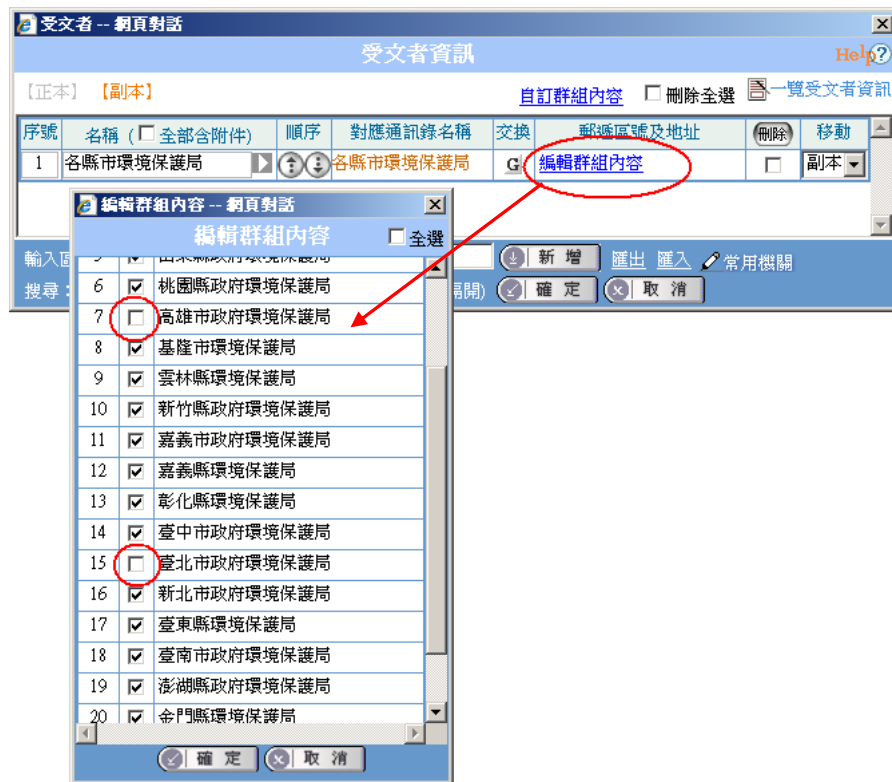 受文者 -- 網頁對話
受文者資訊
Help?
【正本】 【副本】 自訂群組內容 刪除全選 一覽受文者資訊
序號 名稱 ( 全部含附件) 順序 對應通訊錄名稱 交換 郵遞區號及地址 刪除 移動
1 各縣市環境保護局 各縣市環境保護局 G 編輯群組內容 副本
輸入 新增 匯出 匯入 常用機關
搜尋: 隔開) 確定 取消
編輯群組內容 -- 網頁對話
編輯群組內容 全選
6 桃園縣政府環境保護局
7 高雄市政府環境保護局
8 基隆市環境保護局
9 雲林縣環境保護局
10 新竹縣政府環境保護局
11 嘉義市政府環境保護局
12 嘉義縣環境保護局
13 彰化縣環境保護局
14 臺中市政府環境保護局
15 臺北市政府環境保護局
16 新北市政府環境保護局
17 臺東縣環境保護局
18 臺南市政府環境保護局
19 澎湖縣政府環境保護局
20 金門縣環境保護局
確定 取消